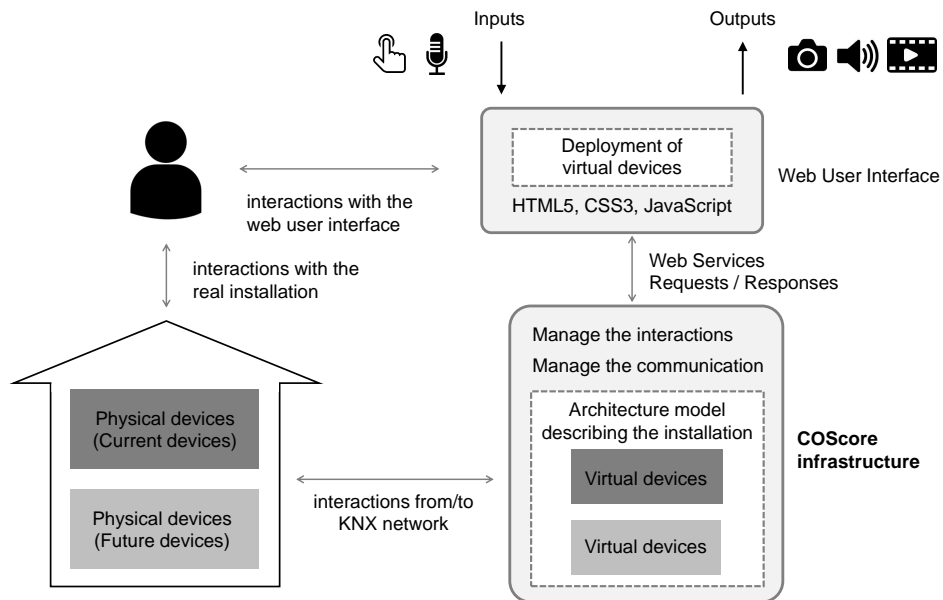 Inputs
Outputs
Deployment of
virtual devices
HTML5, CSS3, JavaScript
Web User Interface
interactions with the
web user interface
interactions with the
real installation
Web Services
Requests / Responses
Manage the interactions
Manage the communication
Architecture model
describing the installation
Virtual devices
Virtual devices
COScore
infrastructure
Physical devices
(Current devices)
Physical devices
(Future devices)
interactions from/to
KNX network